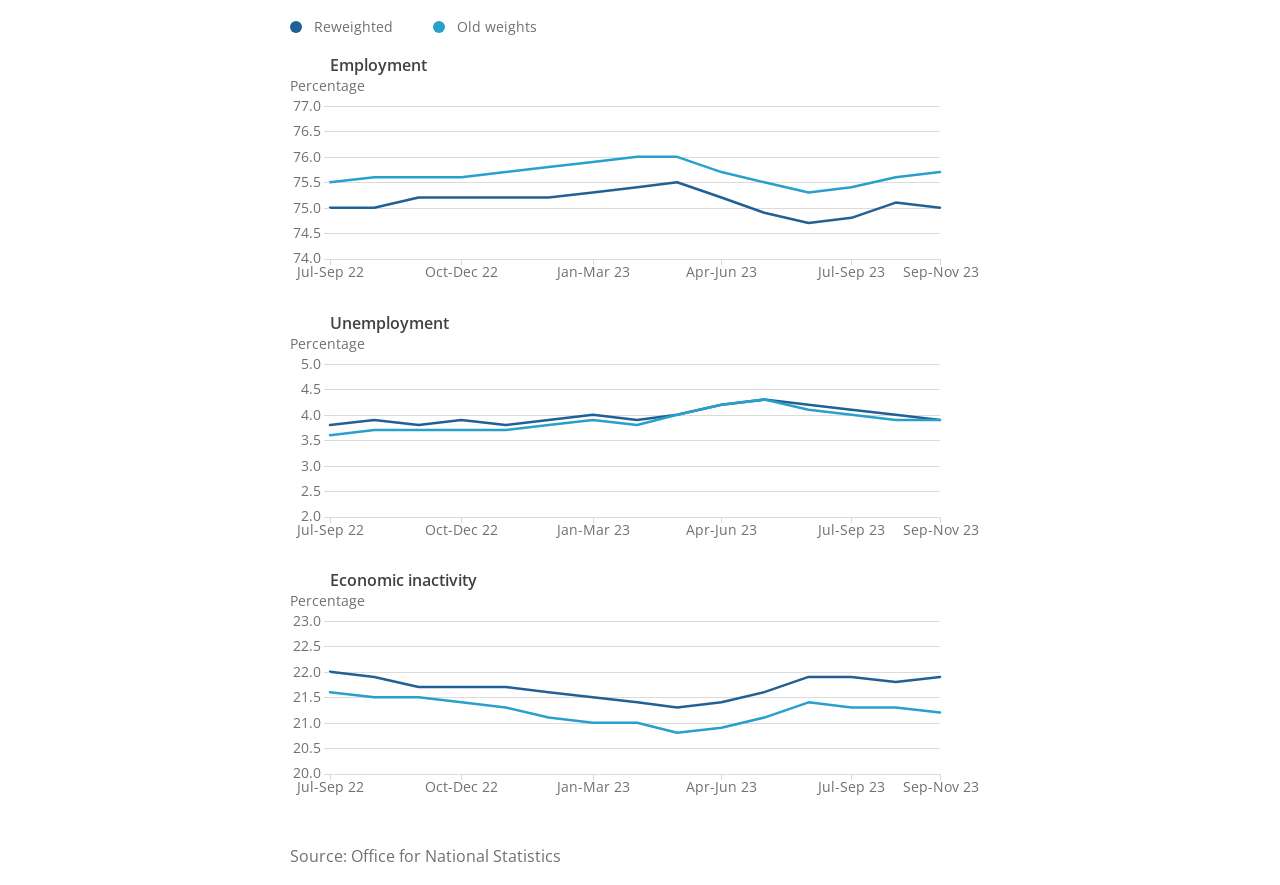 Reweighted Old weights
Employment
Percentage
77.0
76.5
76.0
75.5
75.0
74.5
74.0
Jul-Sep 22 Oct-Dec 22 Jan-Mar 23 Apr-Jun 23 Jul-Sep 23 Sep-Nov 23
Unemployment
Percentage
5.0
4.5
4.0
3.5
3.0
2.5
2.0
Jul-Sep 22 Oct-Dec 22 Jan-Mar 23 Apr-Jun 23 Jul-Sep 23 Sep-Nov 23
Economic inactivity
Percentage
23.0
22.5
22.0
21.5
21.0
20.5
20.0
Jul-Sep 22 Oct-Dec 22 Jan-Mar 23 Apr-Jun 23 Jul-Sep 23 Sep-Nov 23
Source: Office for National Statistics